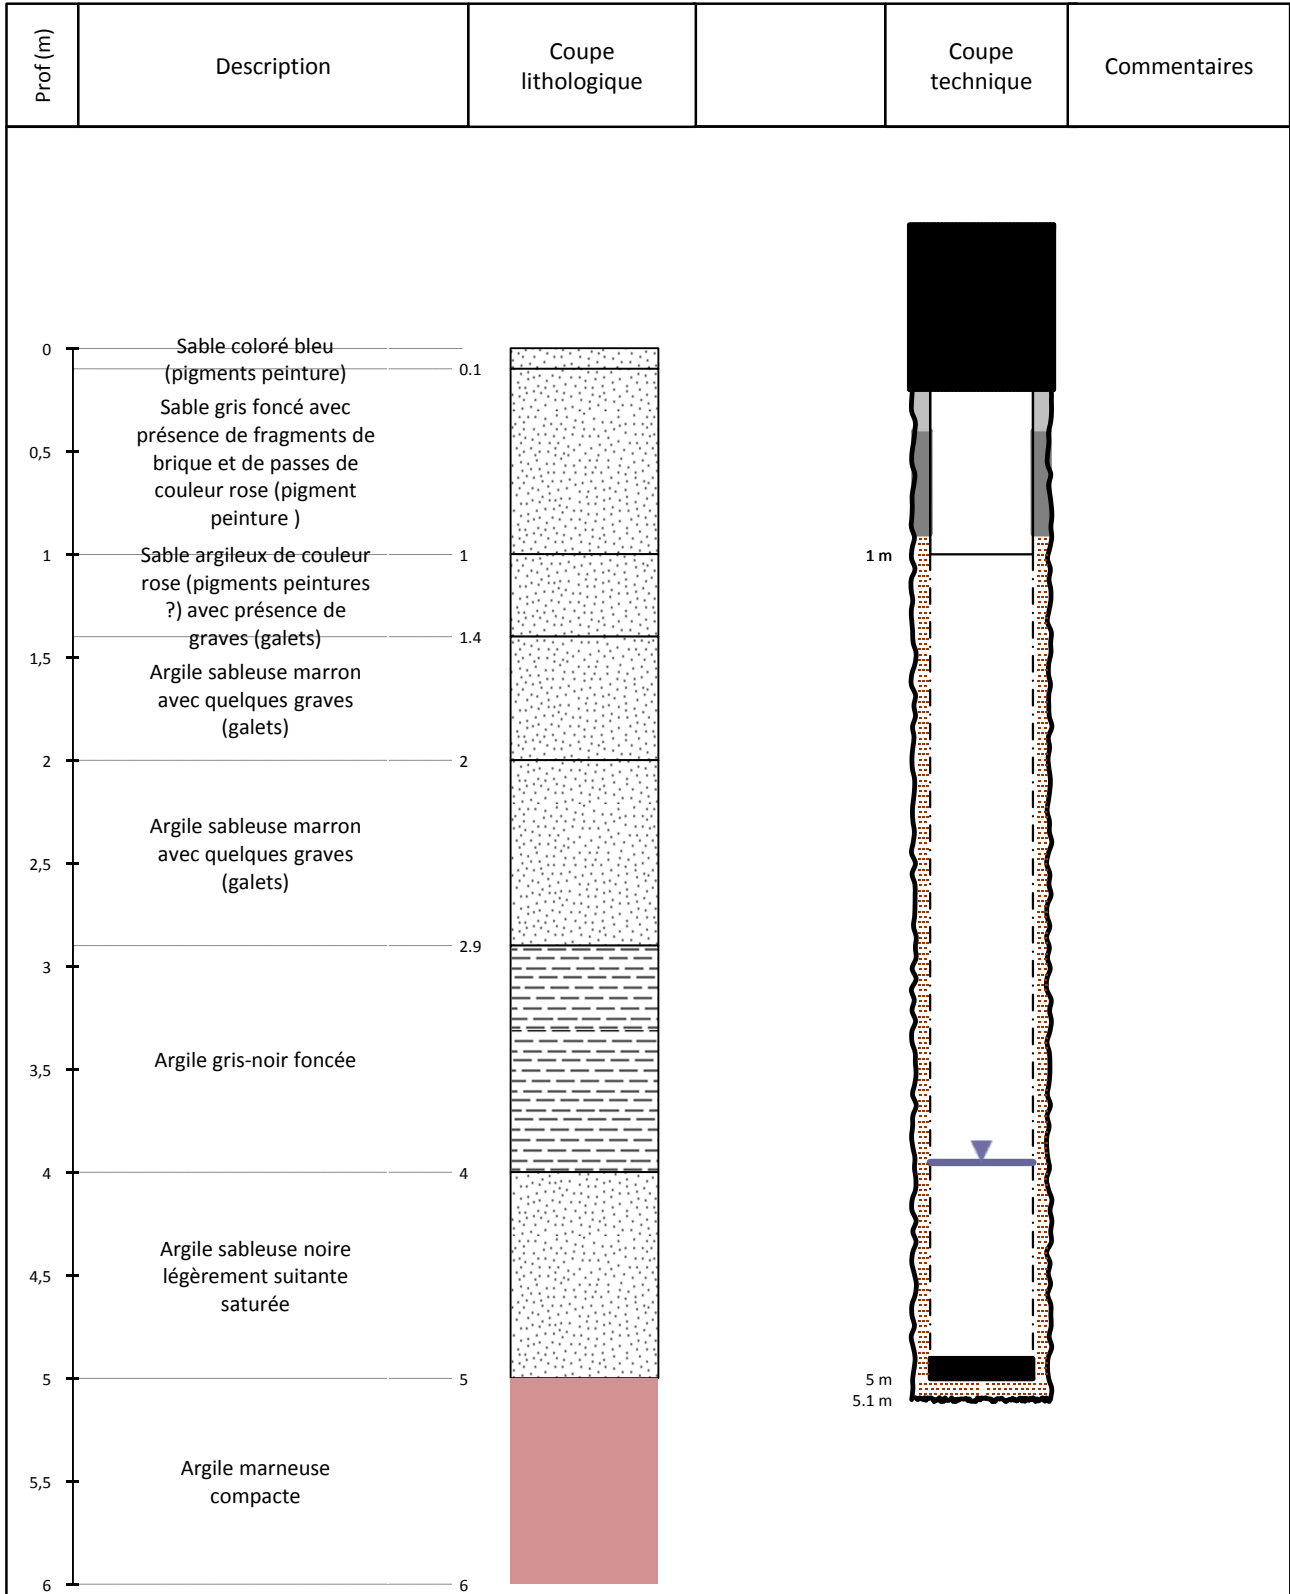 Prof (m)
Description
Coupe
lithologique
Coupe
technique
Commentaires
0
Sable coloré bleu
(pigments peinture)
0.1
Sable gris foncé avec
présence de fragments de
brique et de passes de
couleur rose (pigment
peinture )
0,5
1
Sable argileux de couleur
rose (pigments peintures
?) avec présence de
graves (galets)
1
1 m
1.4
1,5
Argile sableuse marron
avec quelques graves
(galets)
2
2
Argile sableuse marron
avec quelques graves
(galets)
2,5
2.9
3
Argile gris-noir foncée
3,5
4
4
Argile sableuse noire
légèrement suitante
saturée
4,5
5
5
5 m
5.1 m
Argile marneuse
compacte
5,5
6
6